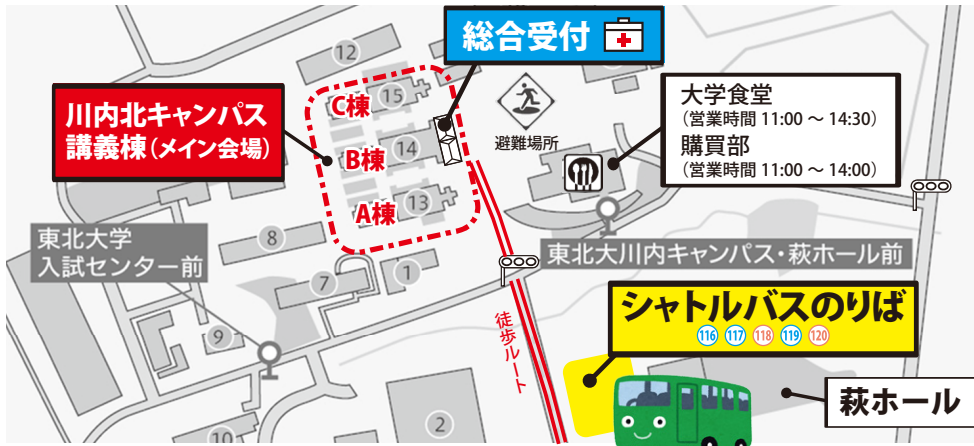 総合受付
12
川内北キャンパス
講義棟(メイン会場)
C棟
15
B棟
14
A棟
13
避難場所
大学食堂
(営業時間 11:00 ～ 14:30)
購買部
(営業時間 11:00 ～ 14:00)
東北大学
入試センター前
8
7
1
9
10
2
東北大川内キャンパス・萩ホール前
徒歩ルート
シャトルバスのりば
116 117 118 119 120
萩ホール